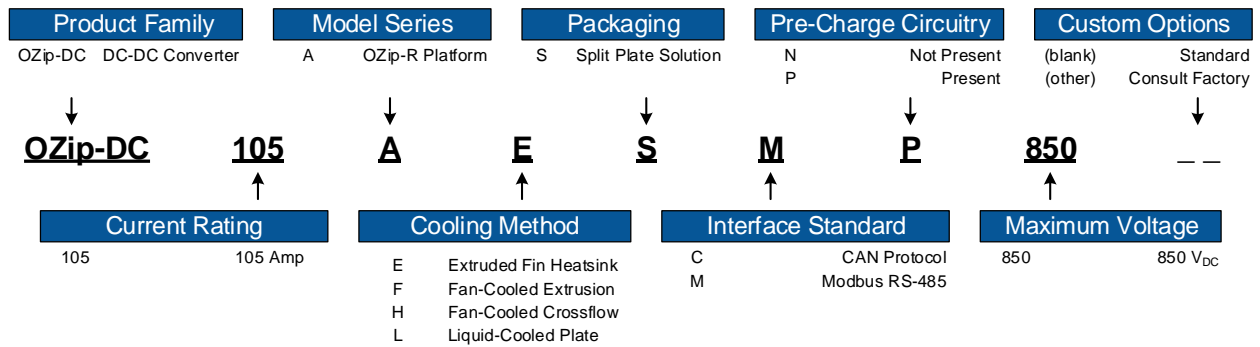 Product Family Model Series Packaging Pre-Charge Circuitry Custom Options
OZip-DC DC-DC Converter A OZip-R Platform S Split Plate Solution N Not Present (blank) Standard
P Present (other) Consult Factory
OZip-DC 105 A E S M P 850 _ _
Current Rating Cooling Method Interface Standard Maximum Voltage
105 105 Amp E Extruded Fin Heatsink C CAN Protocol 850 850 VDC
F Fan-Cooled Extrusion M Modbus RS-485
H Fan-Cooled Crossflow
L Liquid-Cooled Plate